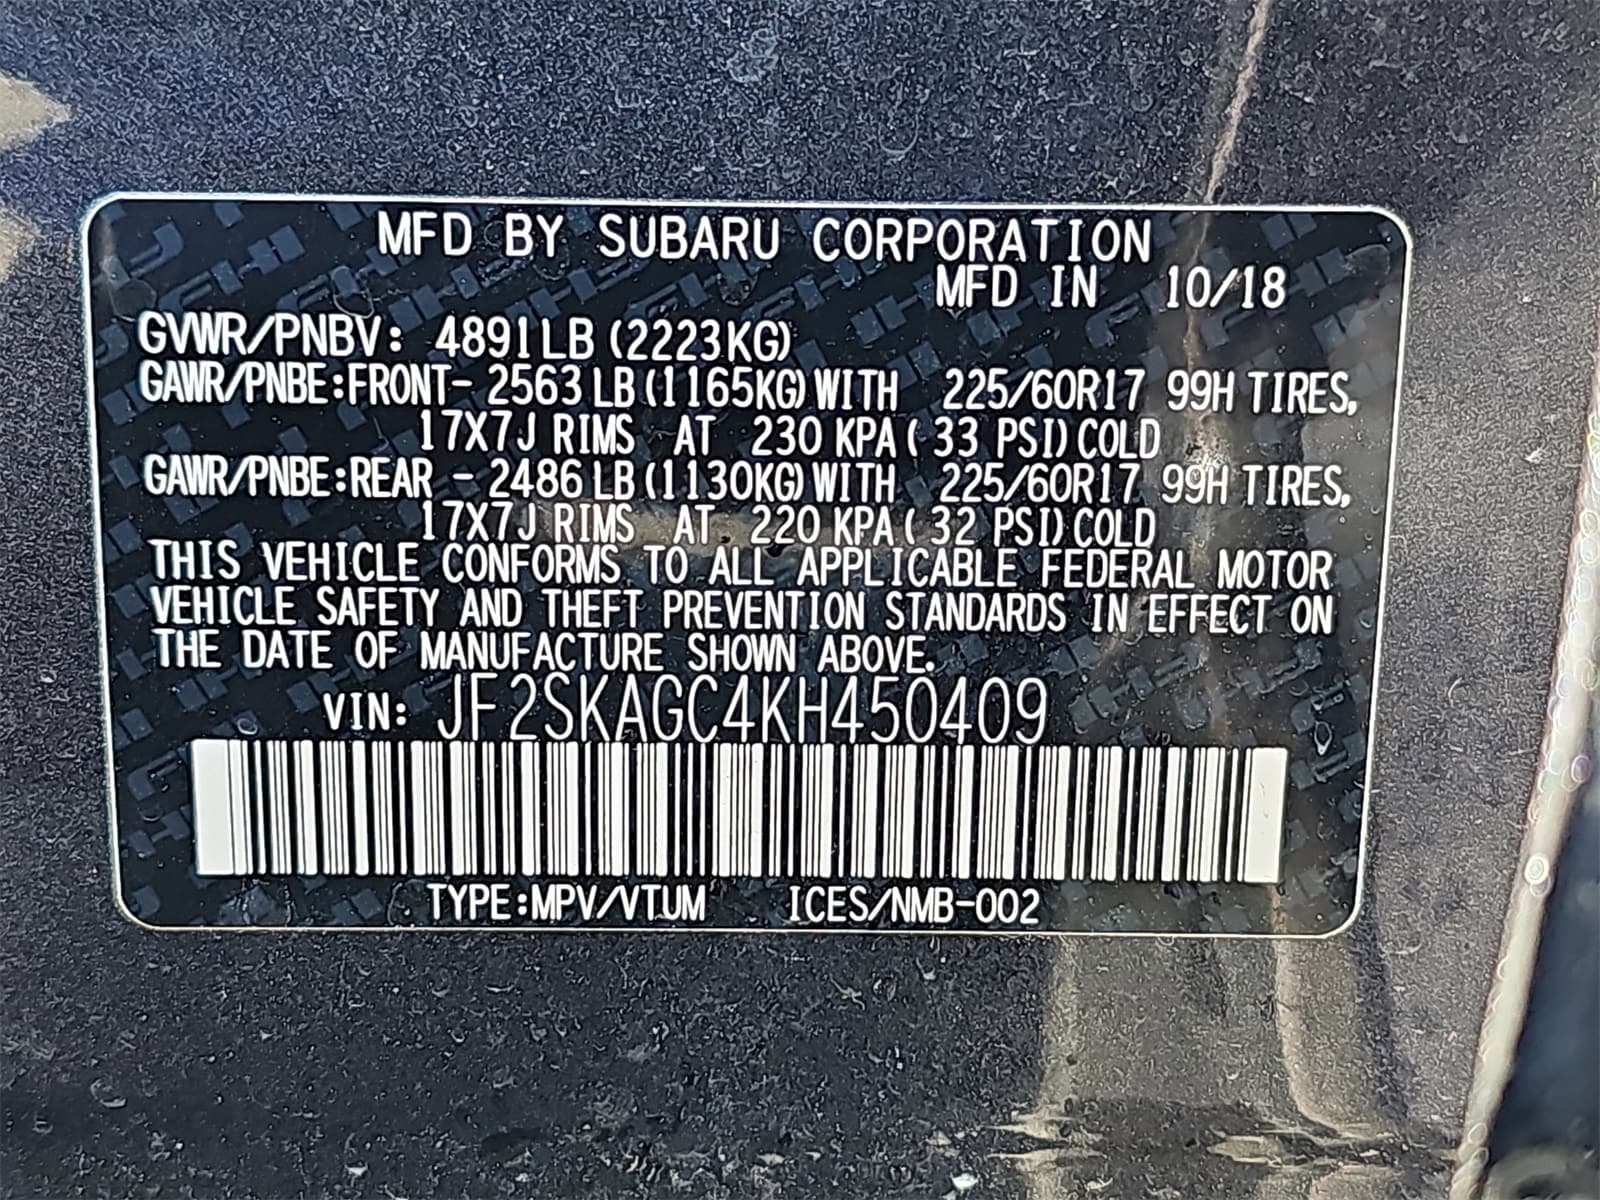 MFD BY SUBARU CORPORATION
MFD IN 10/18
GVWR/PNBV: 4891LB (2223KG)
GAWR/PNBE:FRONT- 2563 LB (1165KG) WITH 225/60R17 99H TIRES,
17X7J RIMS AT 230 KPA ( 33 PSI) COLD
GAWR/PNBE:REAR - 2486 LB (1130KG) WITH 225/60R17 99H TIRES,
17X7J RIMS AT 220 KPA ( 32 PSI) COLD
THIS VEHICLE CONFORMS TO ALL APPLICABLE FEDERAL MOTOR
VEHICLE SAFETY AND THEFT PREVENTION STANDARDS IN EFFECT ON
THE DATE OF MANUFACTURE SHOWN ABOVE.
VIN: JF2SKAGC4KH450409
TYPE:MPV/VTUM ICES/NMB-002